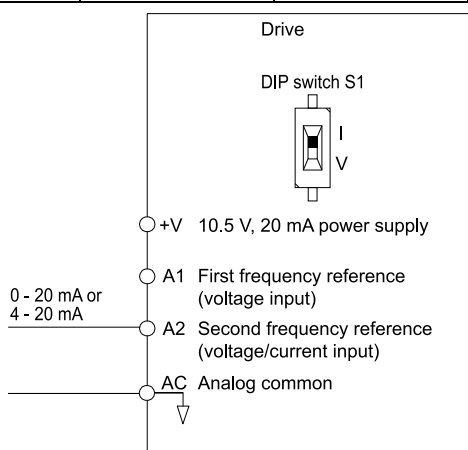 Drive
DIP switch S1
I
V
+V 10.5 V, 20 mA power supply
A1 First frequency reference
(voltage input)
0 - 20 mA or
4 - 20 mA
A2 Second frequency reference
(voltage/current input)
AC Analog common